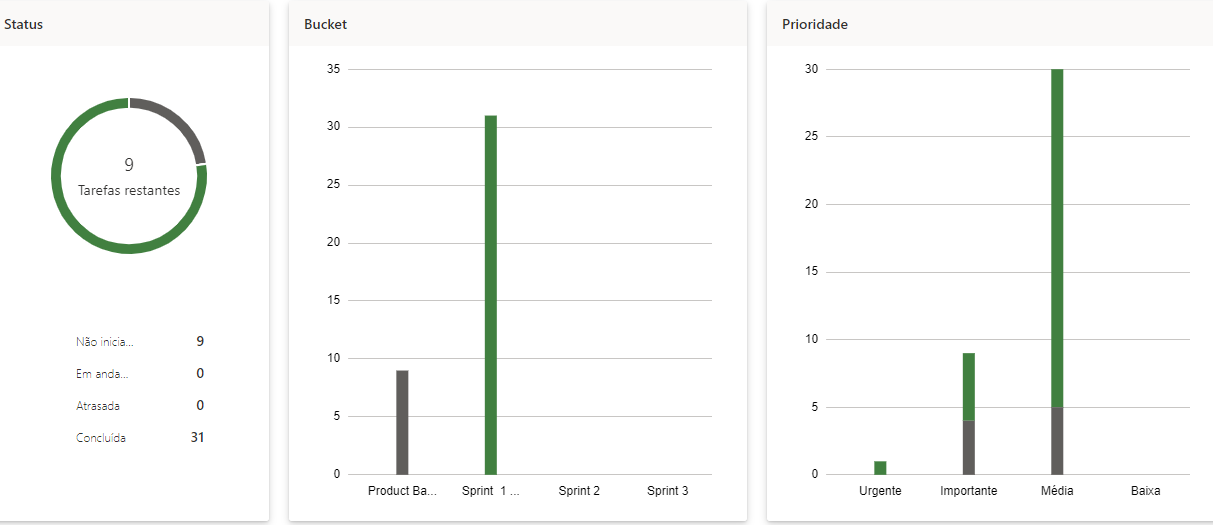 Status
9
Tarefas restantes
Não inicia... 9
Em anda... 0
Atrasada 0
Concluída 31
Bucket
35
30
25
20
15
10
5
0
Product Ba... Sprint 1 ... Sprint 2 Sprint 3
Prioridade
30
25
20
15
10
5
0
Urgente Importante Média Baixa